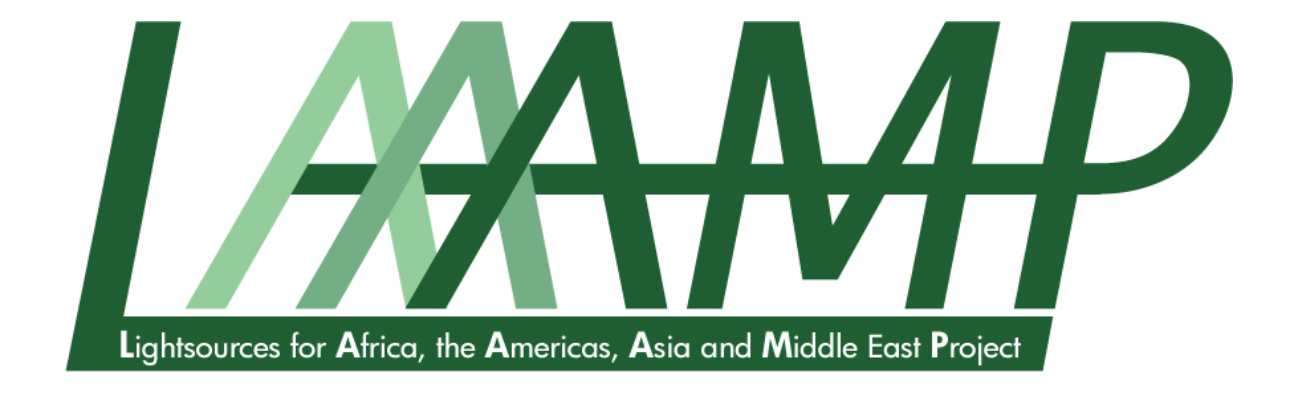 LAAAMP
Lightsources for Africa, the Americas, Asia and Middle East Project